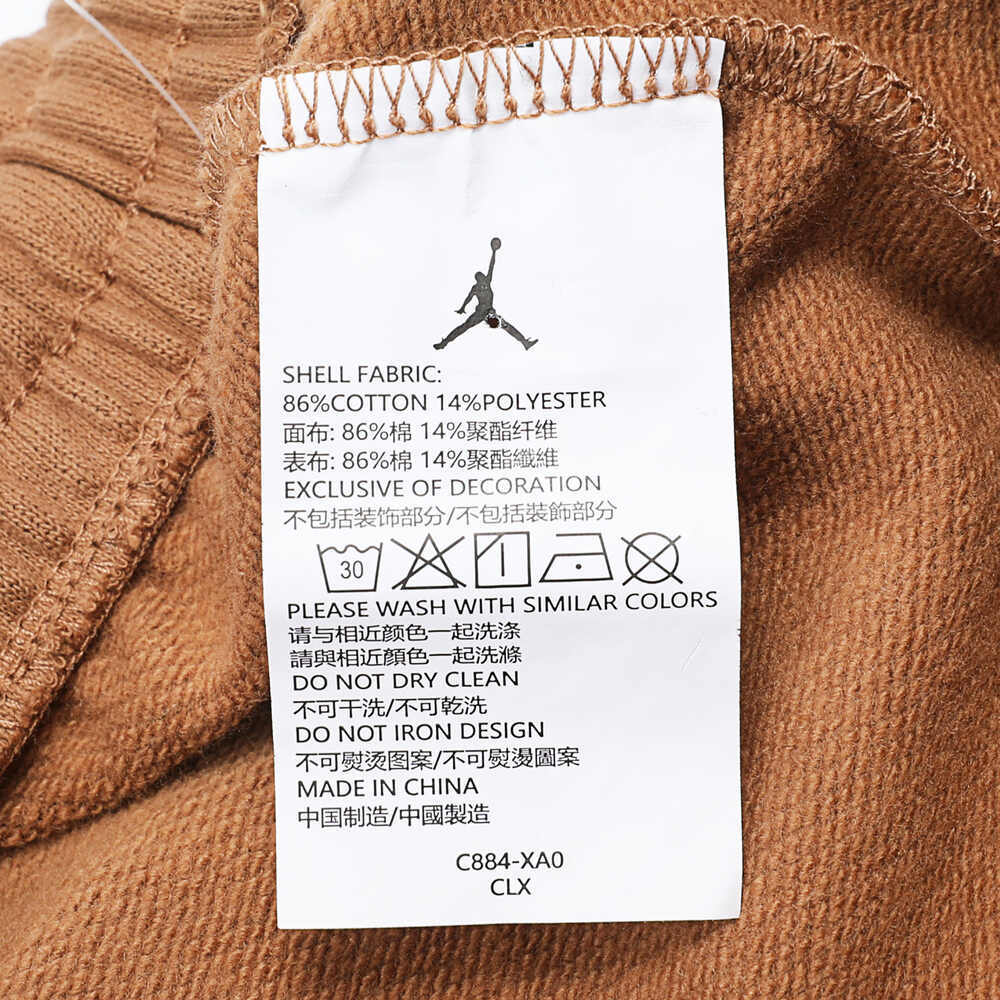 SHELL FABRIC:
86%COTTON 14%POLYESTER
面布: 86%棉 14%聚酯纤维
表布: 86%棉 14%聚酯纖維
EXCLUSIVE OF DECORATION
不包括装饰部分/不包括裝飾部分
30
PLEASE WASH WITH SIMILAR COLORS
请与相近颜色一起洗涤
請與相近顏色一起洗滌
DO NOT DRY CLEAN
不可干洗/不可乾洗
DO NOT IRON DESIGN
不可熨烫图案/不可熨燙圖案
MADE IN CHINA
中国制造/中國製造
C884-XA0
CLX